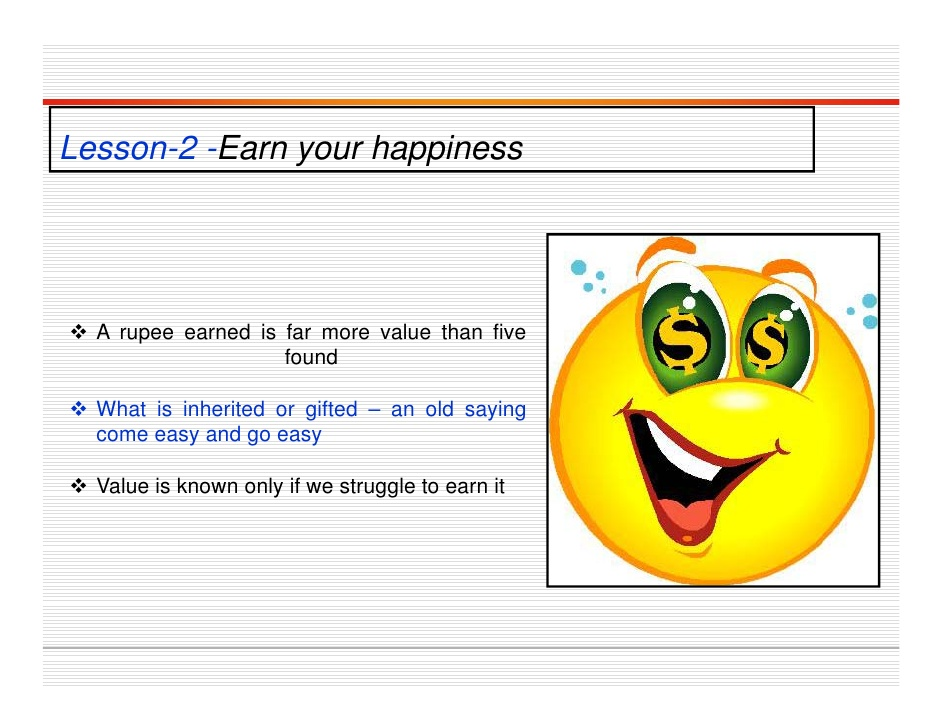 Lesson-2 -Earn your happiness
❖ A rupee earned is far more value than five
found
❖ What is inherited or gifted – an old saying
come easy and go easy
❖ Value is known only if we struggle to earn it
$ $